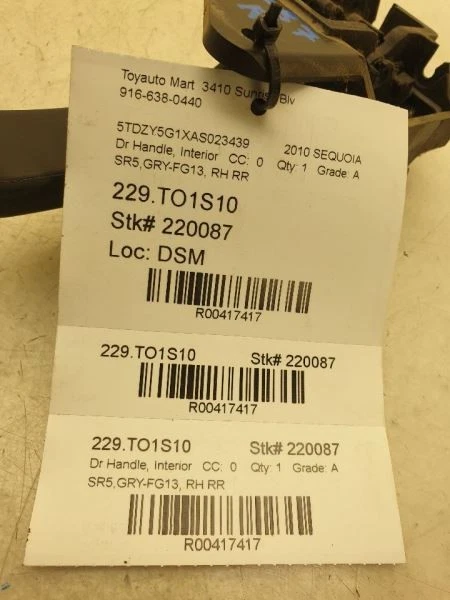 Toyauto Mart 3410 Sunrise Blv
916-638-0440
5TDZY5G1XAS023439 2010 SEQUOIA
Dr Handle, Interior CC: 0 Qty: 1 Grade: A
SR5,GRY-FG13, RH RR
229.TO1S10
Stk# 220087
Loc: DSM
R00417417
229.TO1S10 Stk# 220087
R00417417
229.TO1S10 Stk# 220087
Dr Handle, Interior CC: 0 Qty: 1 Grade: A
SR5,GRY-FG13, RH RR
R00417417